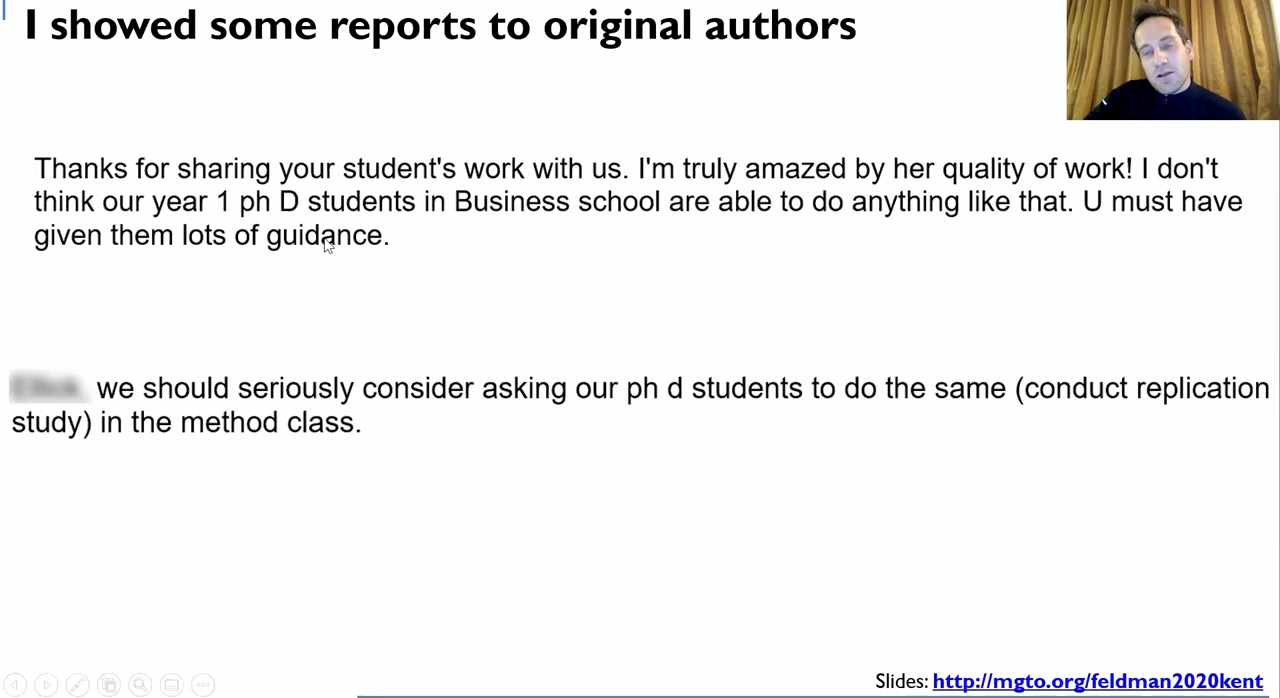 I showed some reports to original authors
Thanks for sharing your student's work with us. I'm truly amazed by her quality of work! I don't
think our year 1 ph D students in Business school are able to do anything like that. U must have
given them lots of guidance.
we should seriously consider asking our ph d students to do the same (conduct replication
study) in the method class.
Slides: http://mgto.org/feldman2020kent